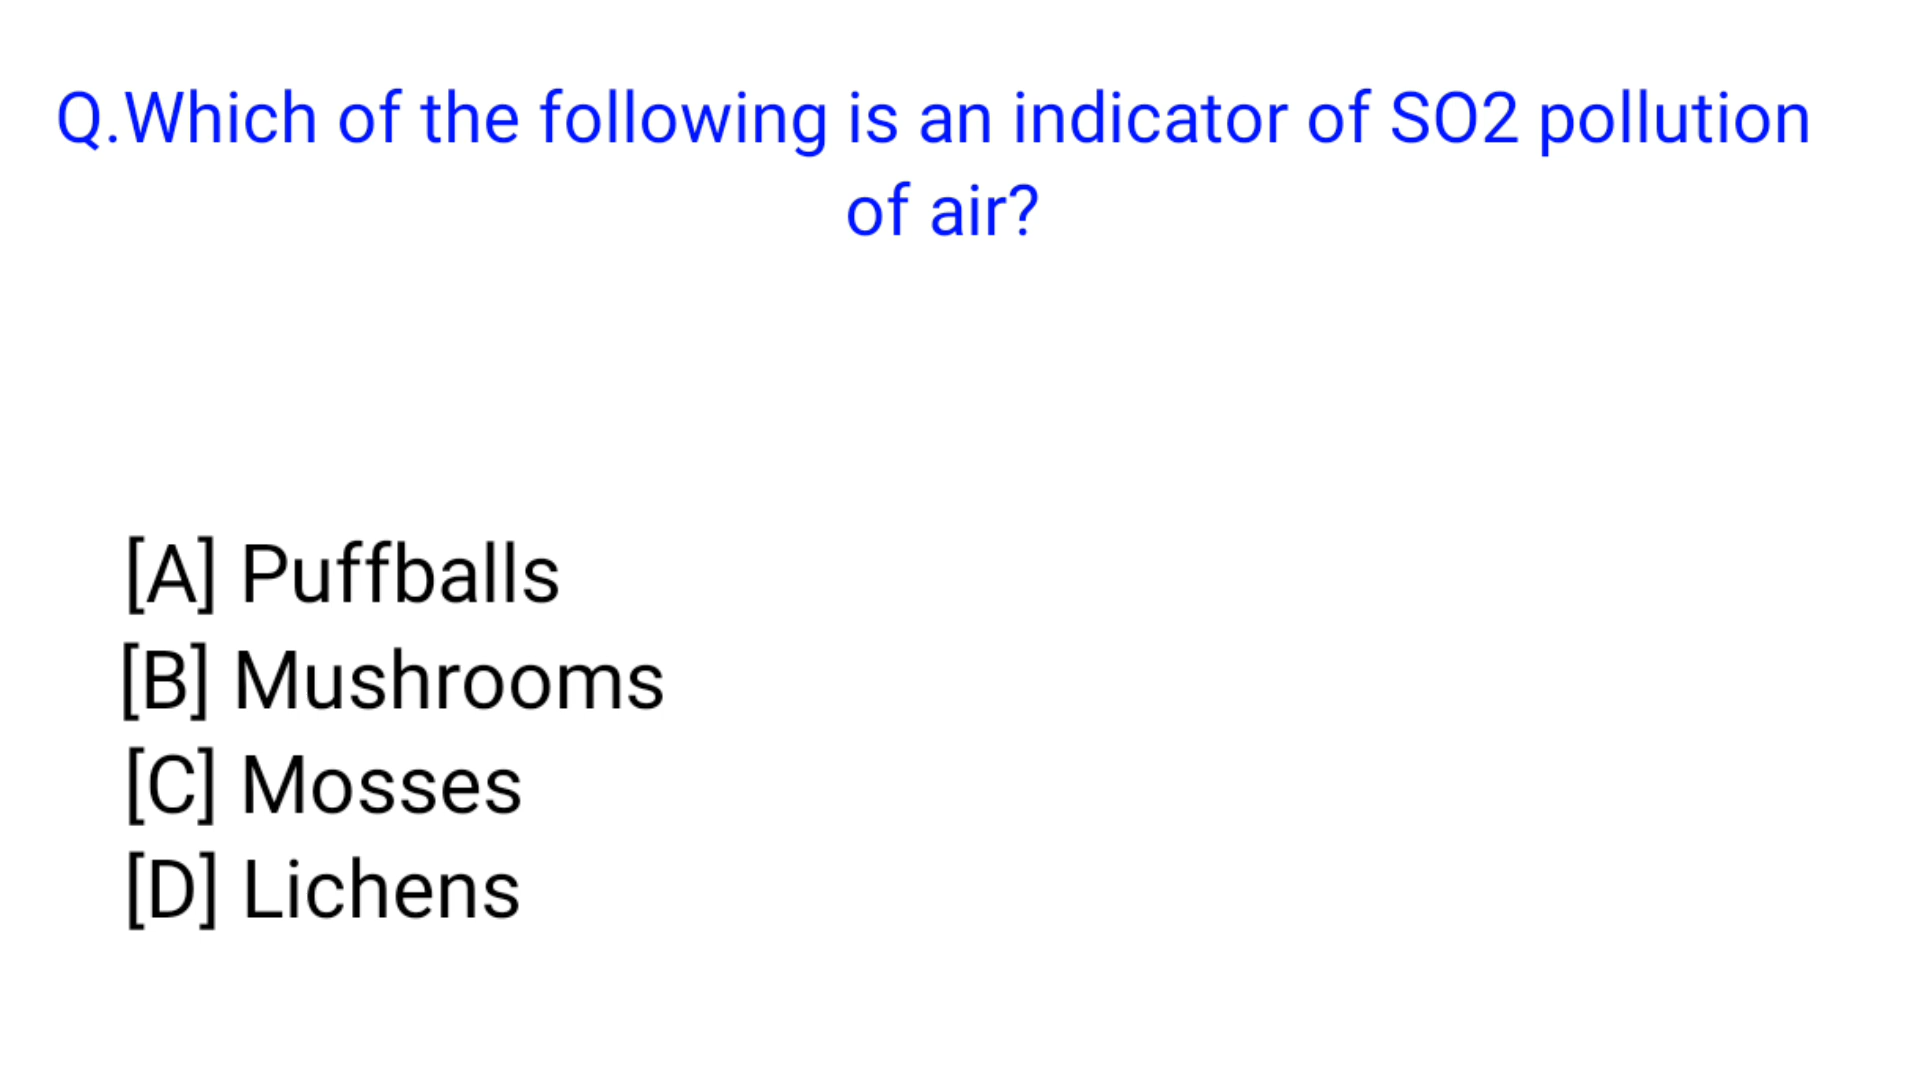 Q.Which of the following is an indicator of SO2 pollution
of air?
[A] Puffballs
[B] Mushrooms
[C] Mosses
[D] Lichens